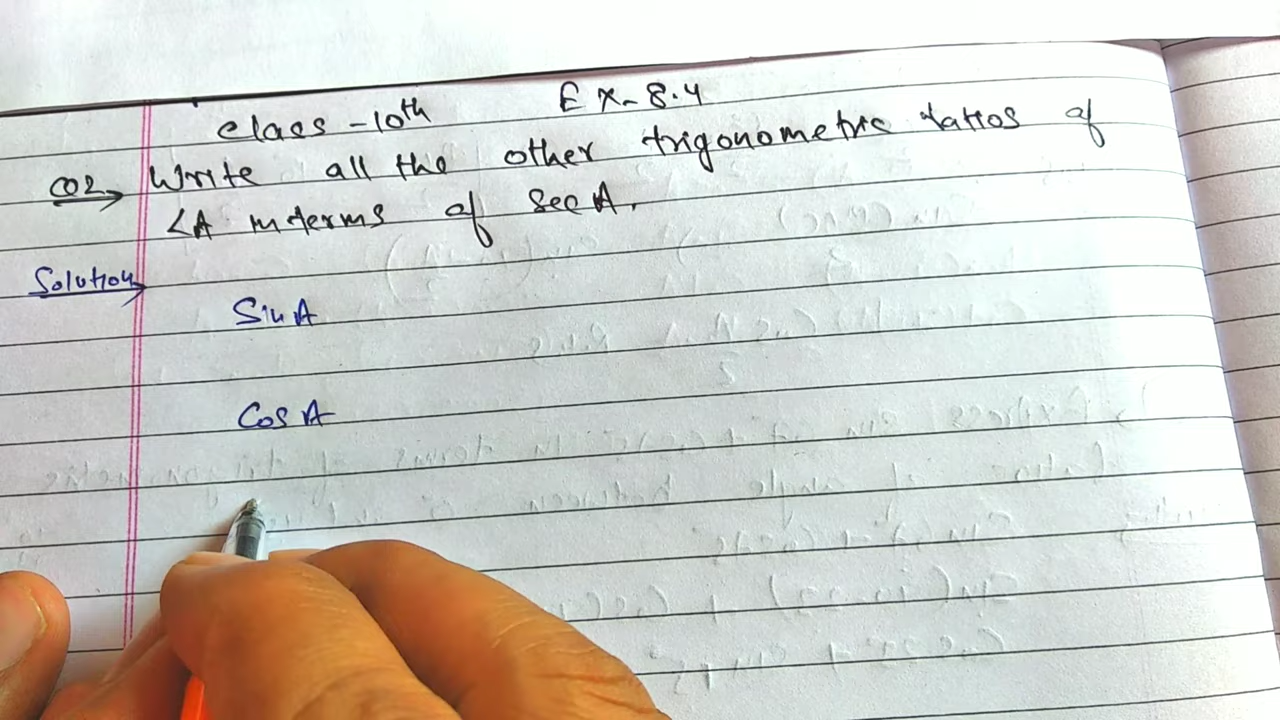 class - 10th Ex - 8.4
Q2 → Write all the other trigonometric ratios of
∠A in terms of Sec A.
Solution →
Sin A
Cos A